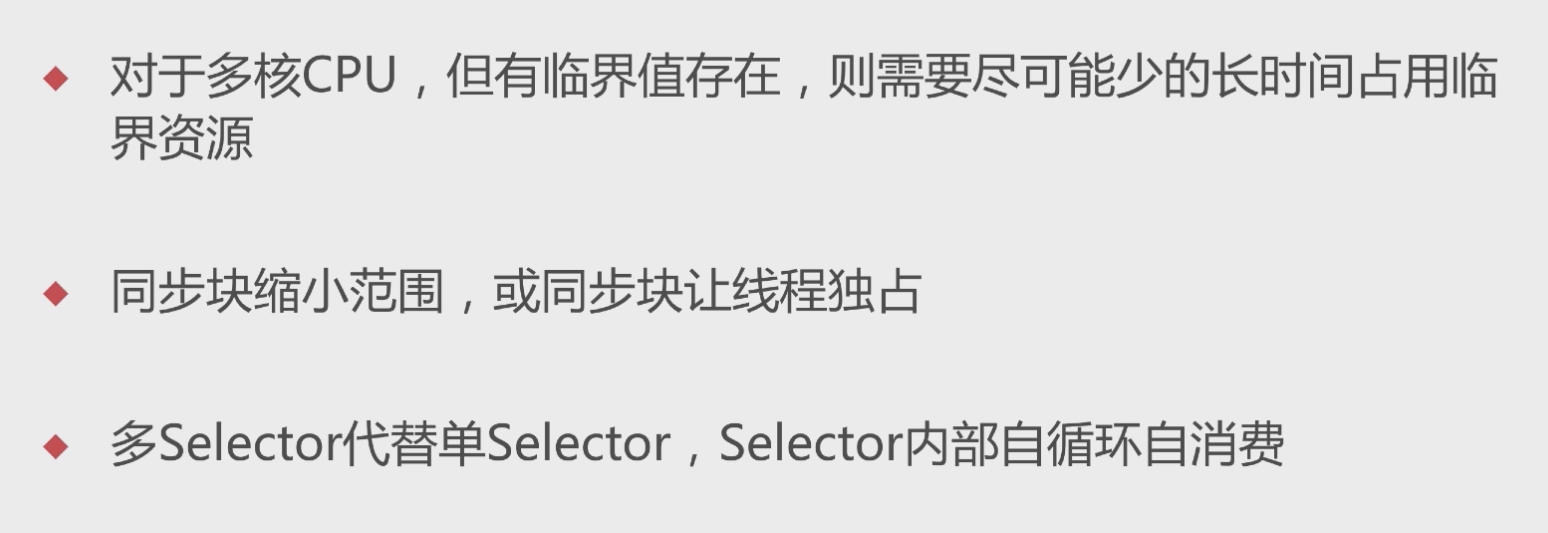 对于多核CPU，但有临界值存在，则需要尽可能少的长时间占用临
界资源
同步块缩小范围，或同步块让线程独占
多Selector代替单Selector，Selector内部自循环自消费